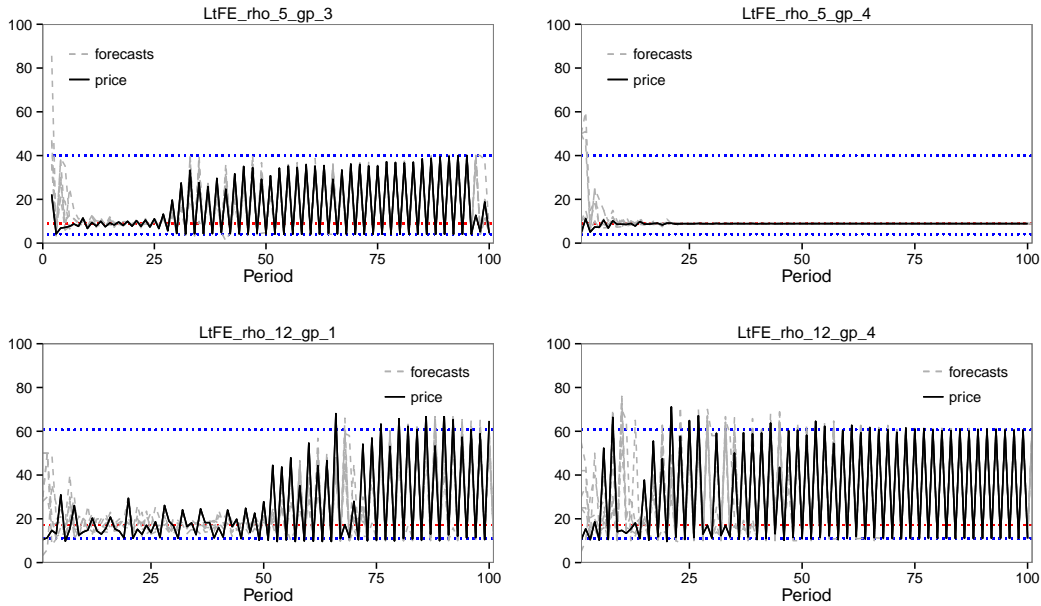 LtFE_rho_5_gp_3
100
80
60
40
20
0
forecasts
price
0 25 50 75 100
Period
LtFE_rho_5_gp_4
100
80
60
40
20
0
forecasts
price
25 50 75 100
Period
LtFE_rho_12_gp_1
100
80
60
40
20
0
forecasts
price
25 50 75 100
Period
LtFE_rho_12_gp_4
100
80
60
40
20
0
forecasts
price
25 50 75 100
Period